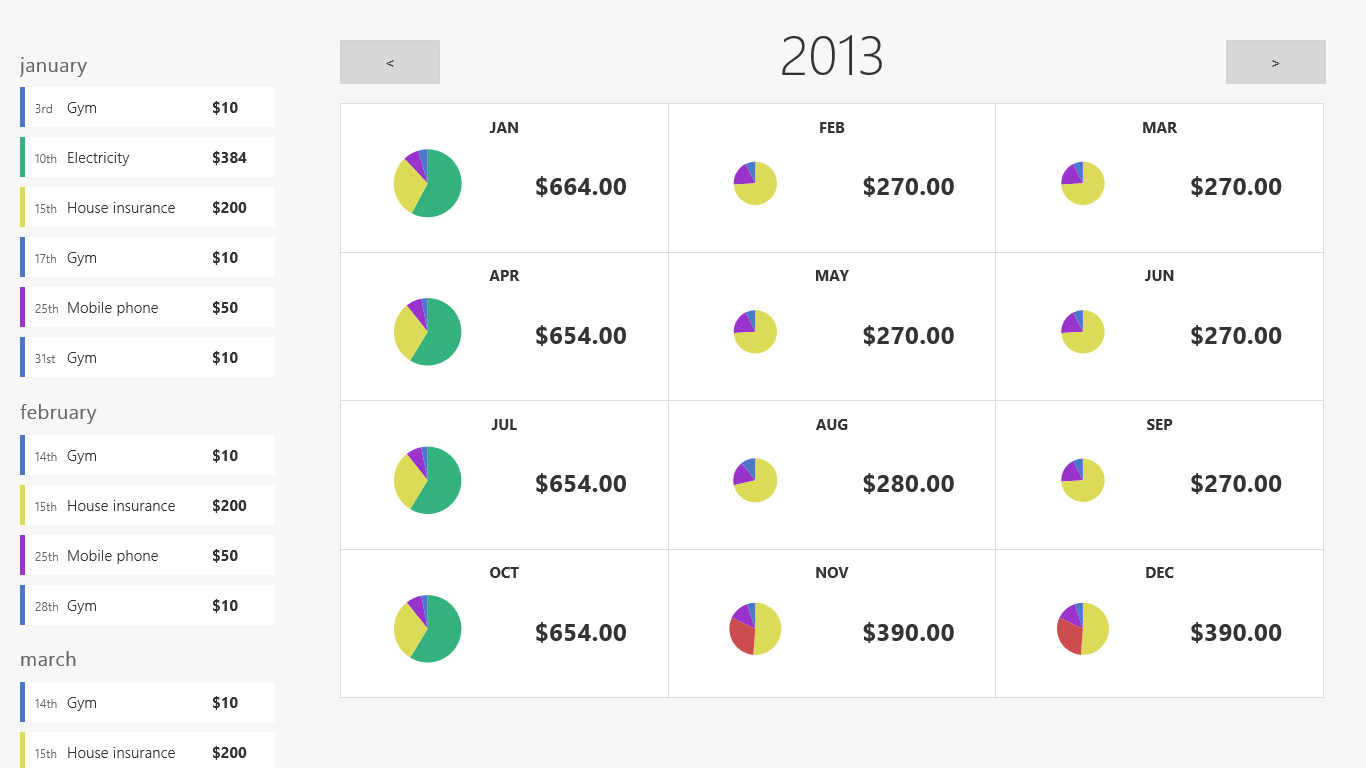 january
3rd Gym $10
10th Electricity $384
15th House insurance $200
17th Gym $10
25th Mobile phone $50
31st Gym $10
february
14th Gym $10
15th House insurance $200
25th Mobile phone $50
28th Gym $10
march
14th Gym $10
15th House insurance $200
< 2013 >
JAN FEB MAR
$664.00 $270.00 $270.00
APR MAY JUN
$654.00 $270.00 $270.00
JUL AUG SEP
$654.00 $280.00 $270.00
OCT NOV DEC
$654.00 $390.00 $390.00